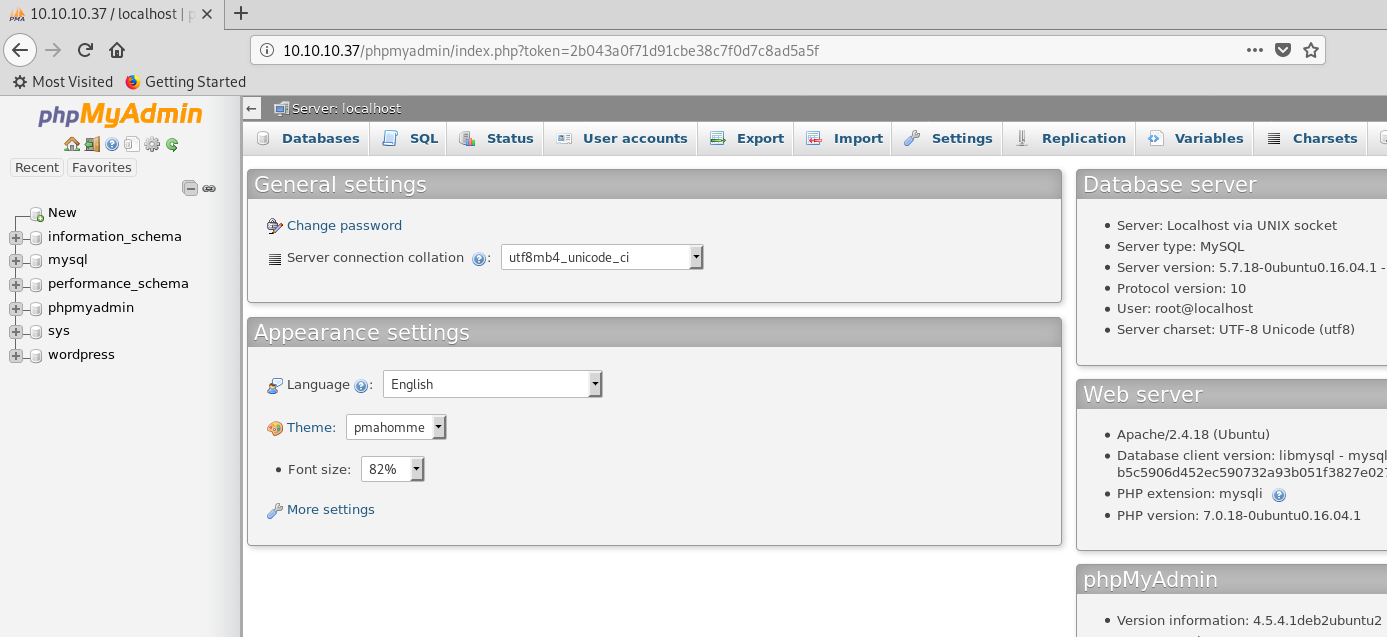 10.10.10.37 / localhost | p
10.10.10.37/phpmyadmin/index.php?token=2b043a0f71d91cbe38c7f0d7c8ad5a5f
Most Visited Getting Started
phpMyAdmin
Recent Favorites
New
information_schema
mysql
performance_schema
phpmyadmin
sys
wordpress
Server: localhost
Databases SQL Status User accounts Export Import Settings Replication Variables Charsets
General settings
Change password
Server connection collation : utf8mb4_unicode_ci
Appearance settings
Language : English
Theme: pmahomme
Font size: 82%
More settings
Database server
Server: Localhost via UNIX socket
Server type: MySQL
Server version: 5.7.18-0ubuntu0.16.04.1 -
Protocol version: 10
User: root@localhost
Server charset: UTF-8 Unicode (utf8)
Web server
Apache/2.4.18 (Ubuntu)
Database client version: libmysql - mysql
b5c5906d452ec590732a93b051f3827e027
PHP extension: mysqli
PHP version: 7.0.18-0ubuntu0.16.04.1
phpMyAdmin
Version information: 4.5.4.1deb2ubuntu2